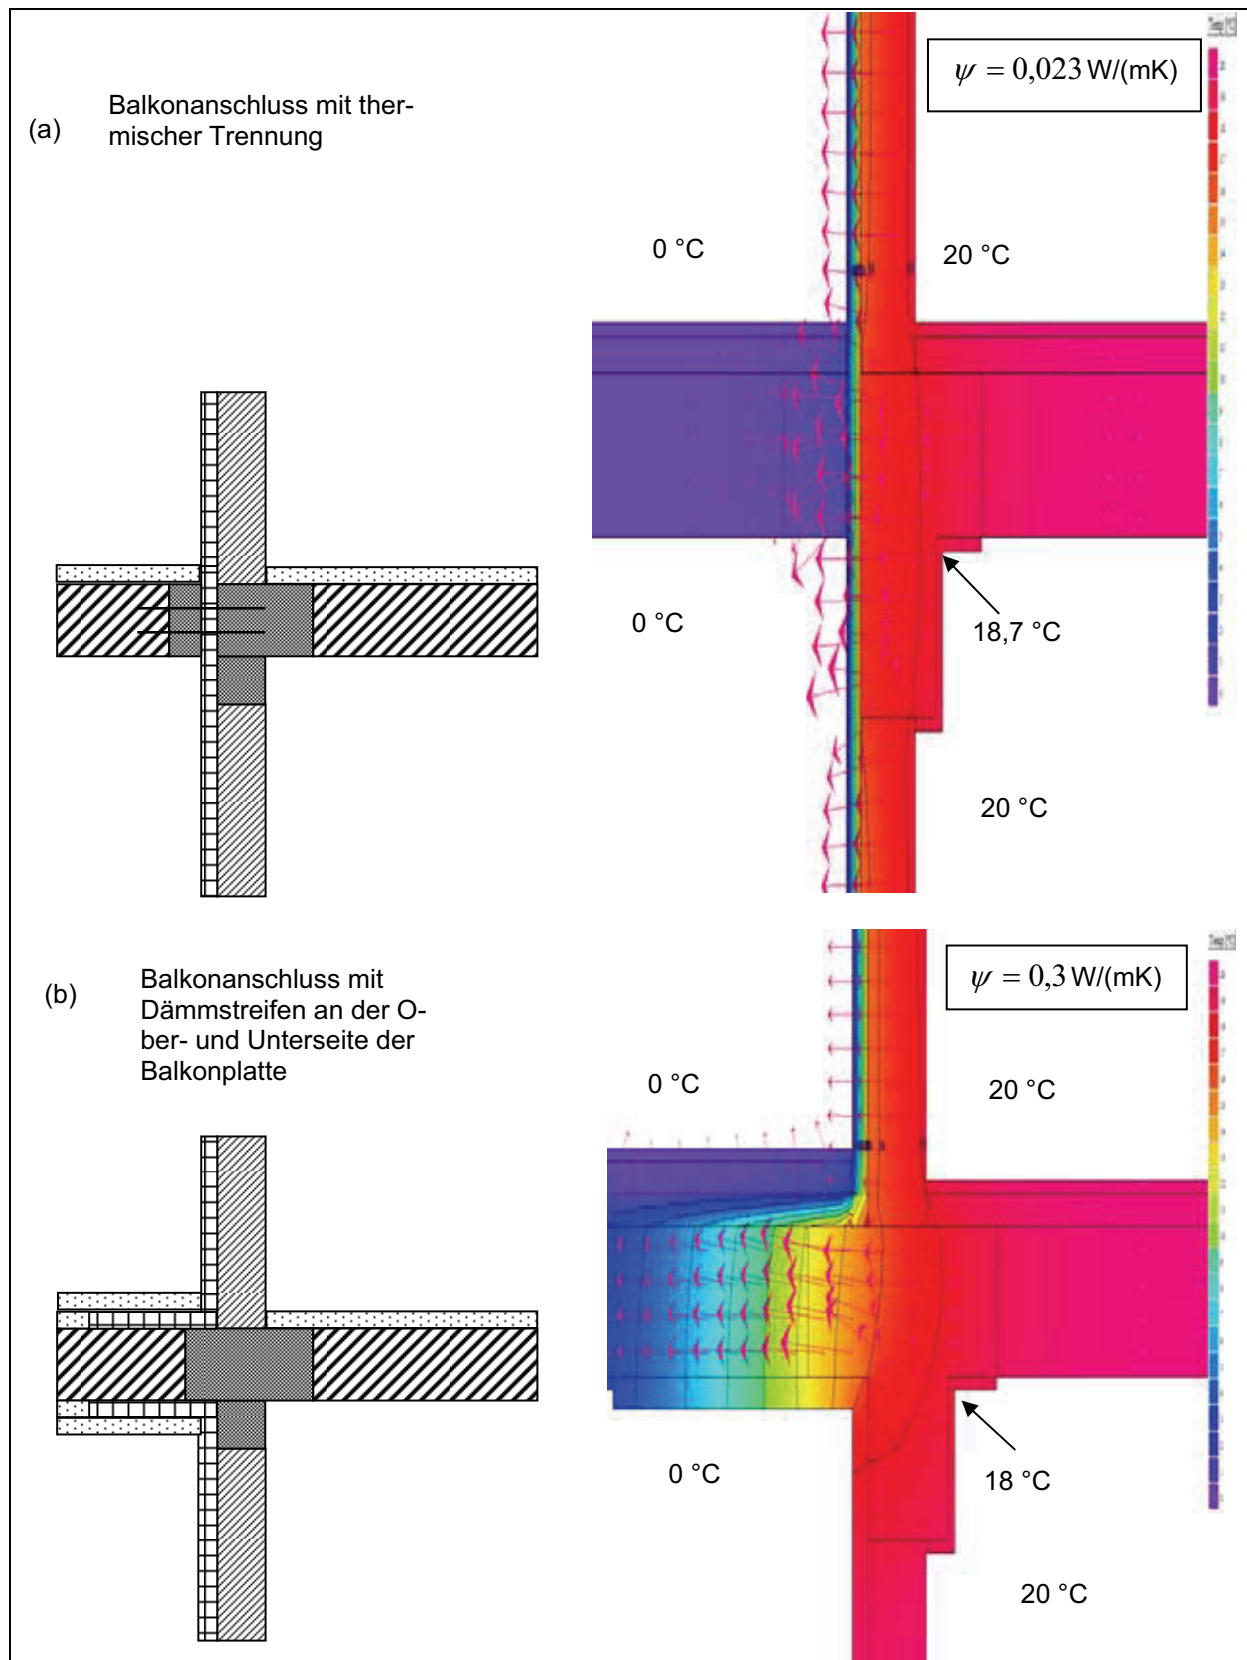 (a)
Balkonanschluss mit ther-
mischer Trennung
ψ = 0,023 W/(mK)
0 °C
20 °C
0 °C
18,7 °C
20 °C
(b)
Balkonanschluss mit
Dämmstreifen an der O-
ber- und Unterseite der
Balkonplatte
ψ = 0,3 W/(mK)
0 °C
20 °C
0 °C
18 °C
20 °C